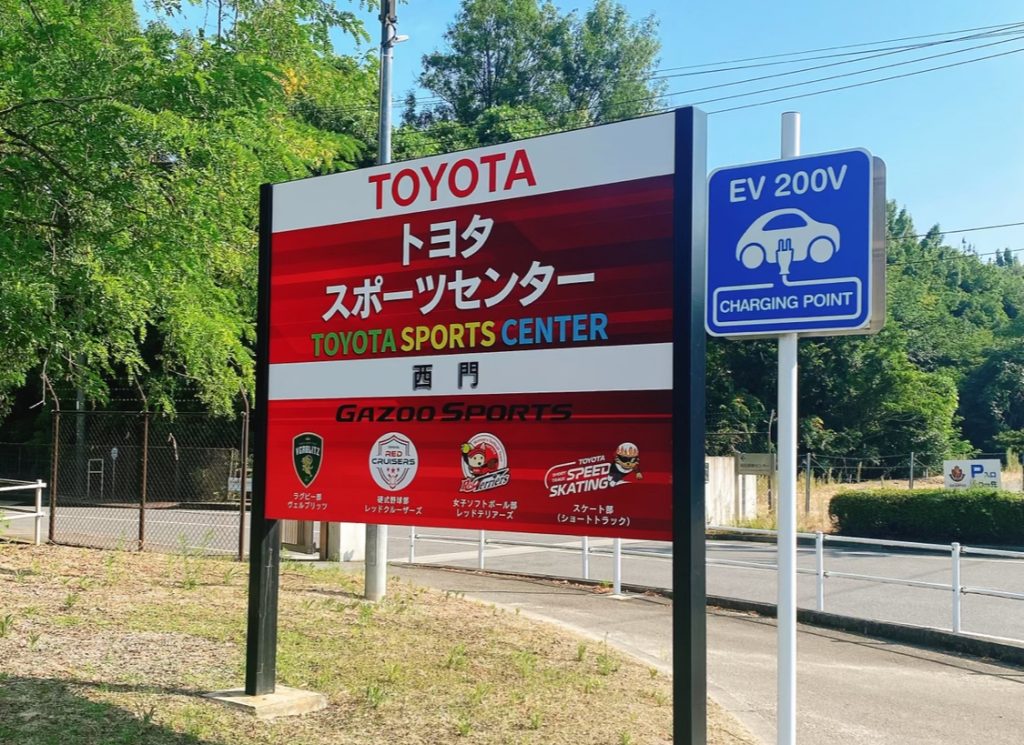 TOYOTA
トヨタ
スポーツセンター
TOYOTA SPORTS CENTER
西門
GAZOO SPORTS
VERBLITZ
RED
CRUISERS
TOYOTA
SPEED
SKATING
ラグビー部
ヴェルブリッツ
硬式野球部
レッドクルーザーズ
女子ソフトボール部
レッドテリアーズ
スケート部
(ショートトラック)
EV 200V
CHARGING POINT
P 入口